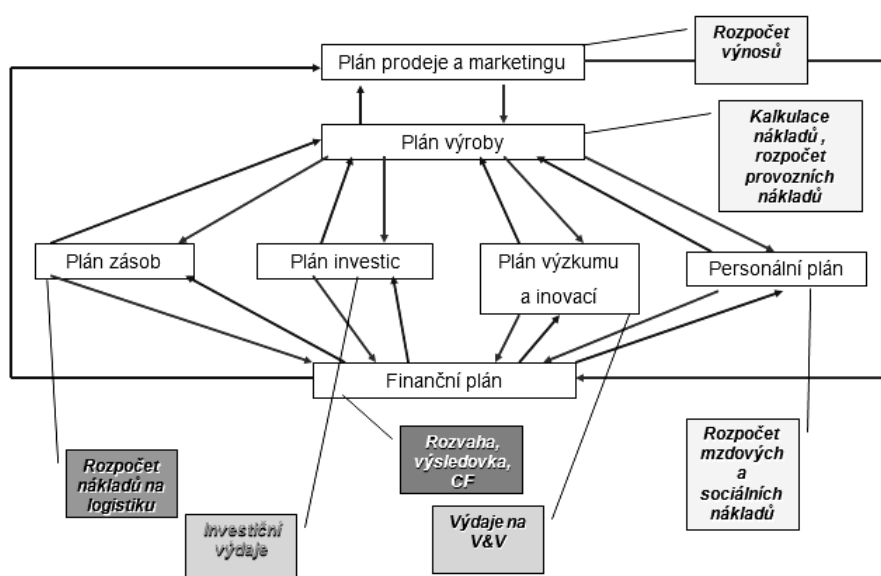 Rozpočet
výnosů
Plán prodeje a marketingu
Plán výroby
Kalkulace
nákladů ,
rozpočet
provozních
nákladů
Plán zásob
Plán investic
Plán výzkumu
a inovací
Personální plán
Finanční plán
Rozpočet
nákladů na
logistiku
Investiční
výdaje
Rozvaha,
výsledovka,
CF
Výdaje na
V&V
Rozpočet
mzdových
a
sociálních
nákladů